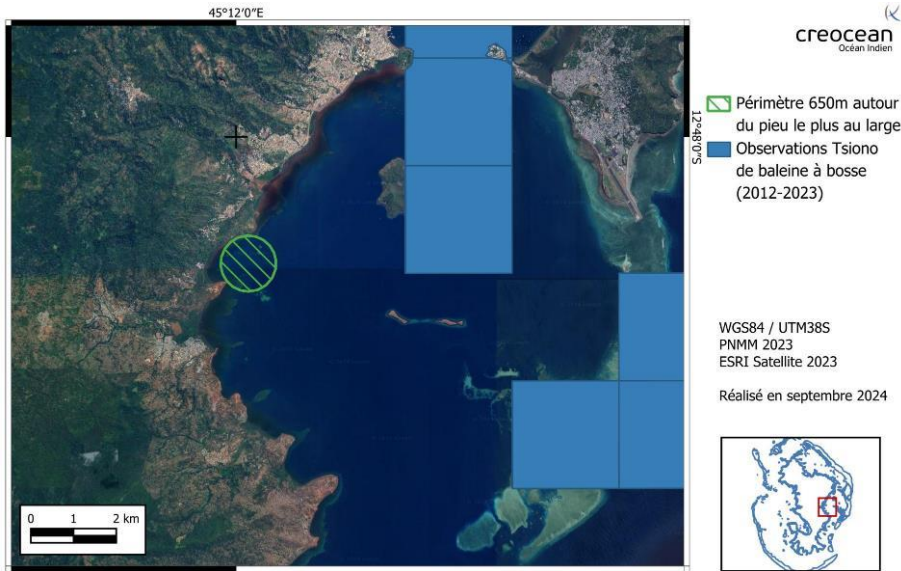 45°12'0"E
creocean
Océan Indien
12°48'0"S
Périmètre 650m autour
du pieu le plus au large
Observations Tsiono
de baleine à bosse
(2012-2023)
WGS84 / UTM38S
PNMM 2023
ESRI Satellite 2023
Réalisé en septembre 2024
0 1 2 km